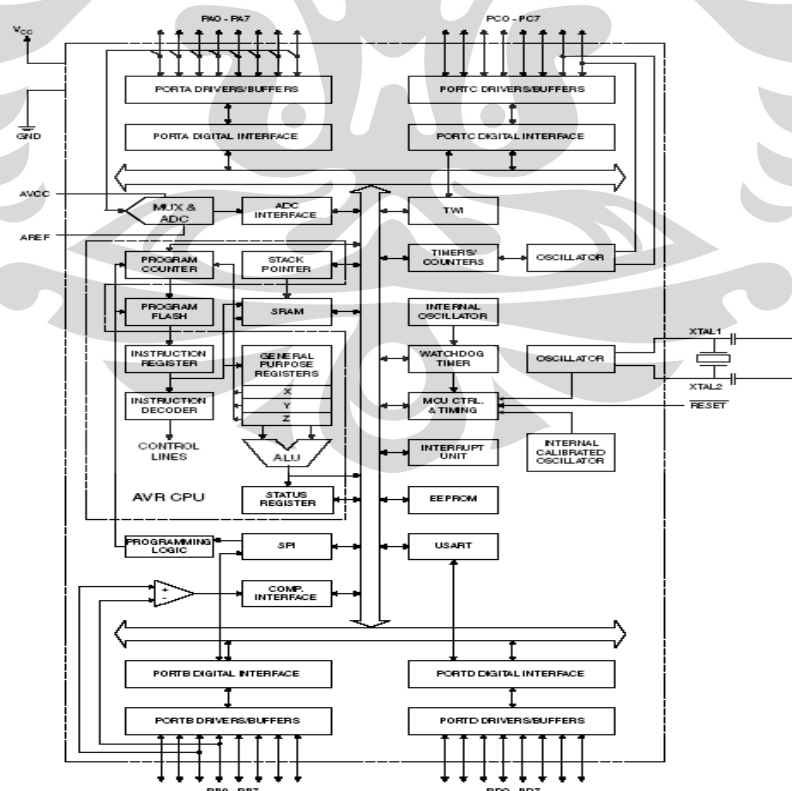 PA0 - PA7
PC0 - PC7
VCC
PORTA DRIVERS/BUFFERS
PORTC DRIVERS/BUFFERS
GND
PORTA DIGITAL INTERFACE
PORTC DIGITAL INTERFACE
AVCC
MUX &
ADC
ADC
INTERFACE
TWI
AREF
PROGRAM
COUNTER
STACK
POINTER
TIMERS/
COUNTERS
OSCILLATOR
PROGRAM
FLASH
SRAM
INTERNAL
OSCILLATOR
XTAL1
INSTRUCTION
REGISTER
GENERAL
PURPOSE
REGISTERS
WATCHDOG
TIMER
OSCILLATOR
XTAL2
X
INSTRUCTION
DECODER
Y
Z
MCU CTRL.
& TIMING
RESET
CONTROL
LINES
ALU
INTERRUPT
UNIT
INTERNAL
CALIBRATED
OSCILLATOR
AVR CPU
STATUS
REGISTER
EEPROM
PROGRAMMING
LOGIC
SPI
USART
+
-
COMP.
INTERFACE
PORTB DIGITAL INTERFACE
PORTD DIGITAL INTERFACE
PORTB DRIVERS/BUFFERS
PORTD DRIVERS/BUFFERS